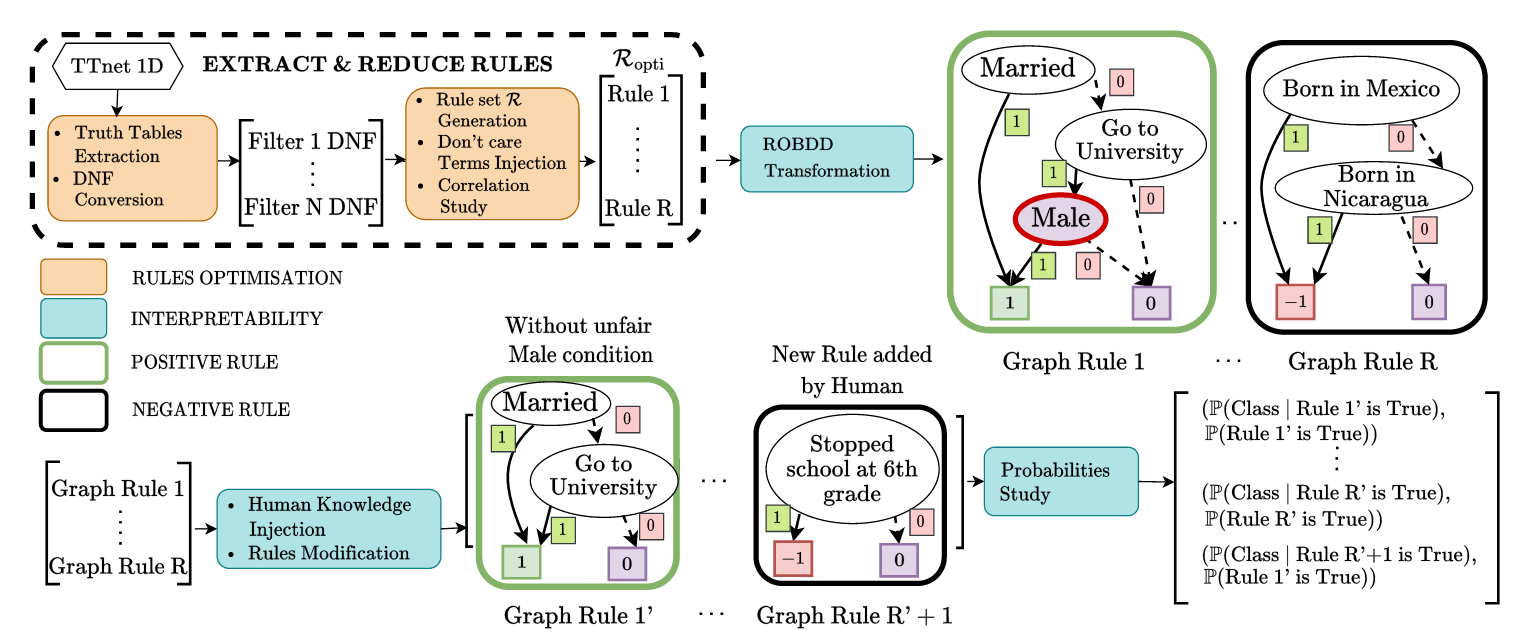 TTnet 1D
EXTRACT & REDUCE RULES
ℛopti
• Truth Tables
Extraction
• DNF
Conversion
Filter 1 DNF
⋮
Filter N DNF
• Rule set ℛ
Generation
• Don't care
Terms Injection
• Correlation
Study
Rule 1
⋮
Rule R
ROBDD
Transformation
Married
0
1
Go to
University
1
0
Male
1
0
1
0
Graph Rule 1
...
Born in Mexico
1
0
Born in
Nicaragua
1
0
−1
0
Graph Rule R
RULES OPTIMISATION
INTERPRETABILITY
POSITIVE RULE
NEGATIVE RULE
Graph Rule 1
⋮
Graph Rule R
• Human Knowledge
Injection
• Rules Modification
Without unfair
Male condition
Married
1
0
Go to
University
1
0
1
0
Graph Rule 1'
...
New Rule added
by Human
Stopped
school at 6th
grade
1
0
−1
0
Graph Rule R' + 1
Probabilities
Study
(ℙ(Class | Rule 1' is True),
ℙ(Rule 1' is True))
⋮
(ℙ(Class | Rule R' is True),
ℙ(Rule R' is True))
(ℙ(Class | Rule R'+1 is True),
ℙ(Rule 1' is True))